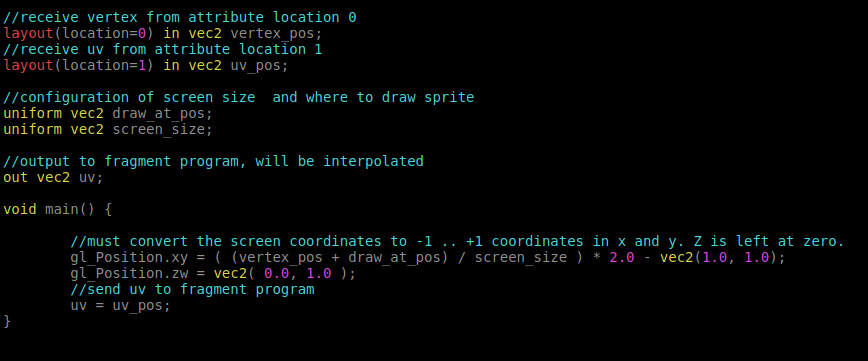 //receive vertex from attribute location 0
layout(location=0) in vec2 vertex_pos;
//receive uv from attribute location 1
layout(location=1) in vec2 uv_pos;

//configuration of screen size  and where to draw sprite
uniform vec2 draw_at_pos;
uniform vec2 screen_size;

//output to fragment program, will be interpolated
out vec2 uv;

void main() {

        //must convert the screen coordinates to -1 .. +1 coordinates in x and y. Z is left at zero.
        gl_Position.xy = ( (vertex_pos + draw_at_pos) / screen_size ) * 2.0 - vec2(1.0, 1.0);
        gl_Position.zw = vec2( 0.0, 1.0 );
        //send uv to fragment program
        uv = uv_pos;
}